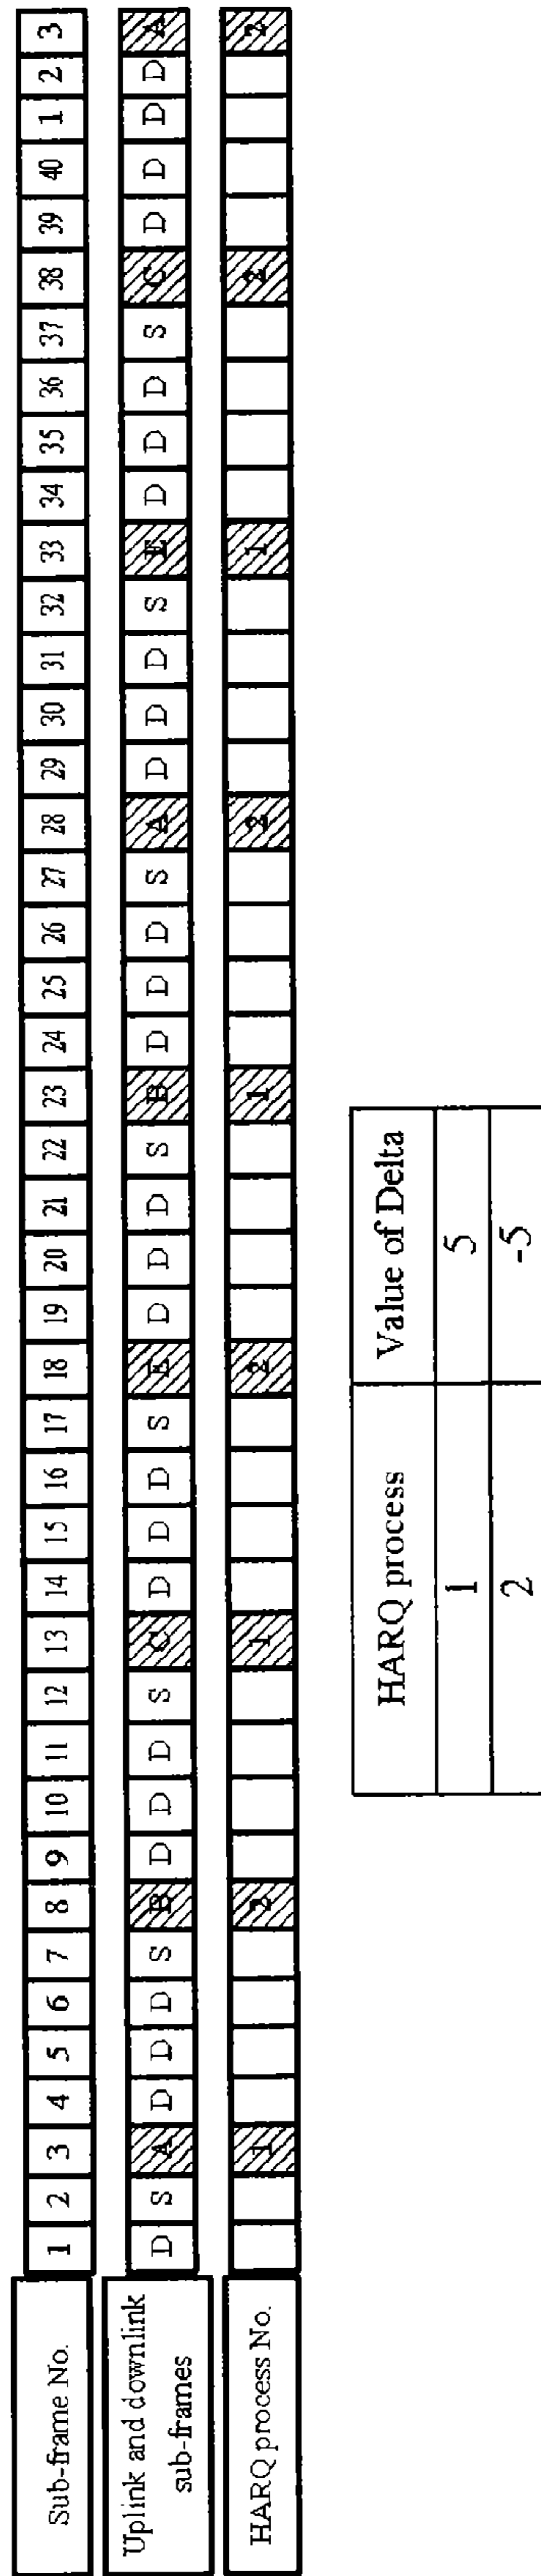 Sub-frame No. 1 2 3 4 5 6 7 8 9 10 11 12 13 14 15 16 17 18 19 20 21 22 23 24 25 26 27 28 29 30 31 32 33 34 35 36 37 38 39 40 1 2 3
Uplink and downlink
sub-frames
D S A D D D S B D D D S C D D D S E D D D S B D D D S A D D D S E D D D S C D D D D A
HARQ process No. 1 2 1 2 1 2 1 2 2
HARQ process Value of Delta
1 5
2 -5